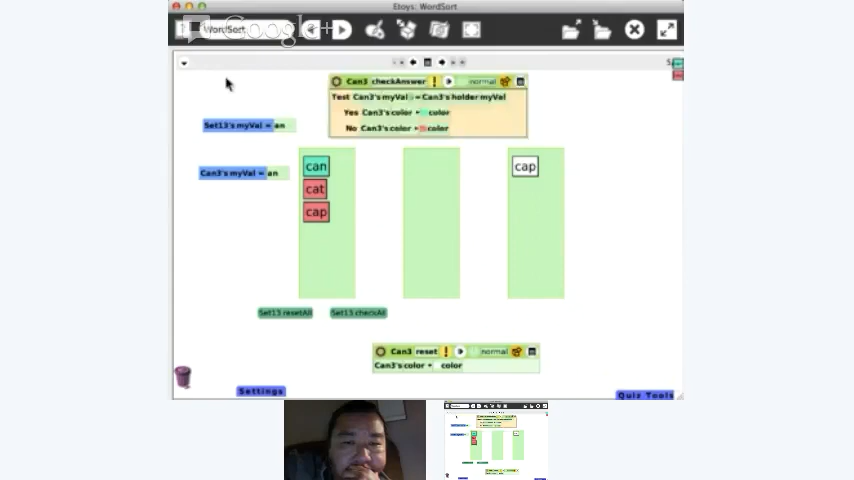 Etoys: WordSort
WordSort
Google+
Can3 checkAnswer ! normal
Test Can3's myVal = Can3's holder myVal
Yes Can3's color color
No Can3's color color
Set13's myVal = an
Can3's myVal = an
can
cat
cap
cap
Set13 resetAll
Set13 checkAll
Can3 reset ! normal
Can3's color color
Settings
Quiz Tools